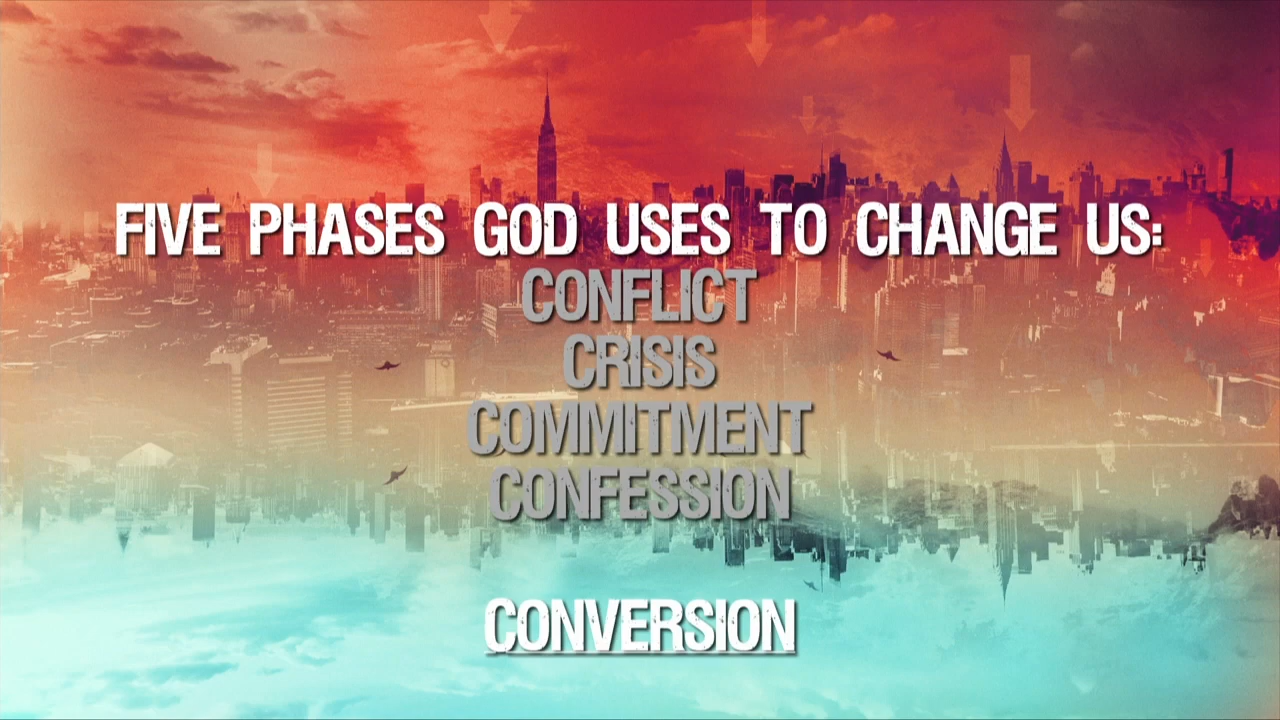 FIVE PHASES GOD USES TO CHANGE US:
CONFLICT
CRISIS
COMMITMENT
CONFESSION
CONVERSION